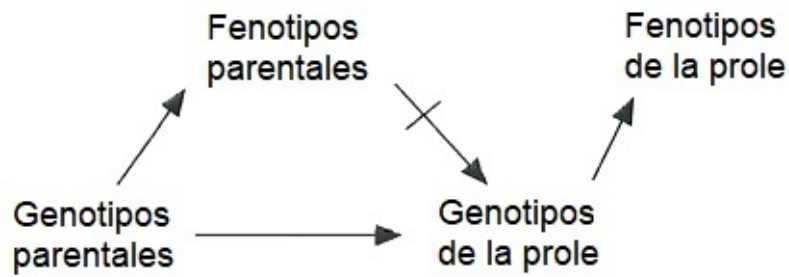 Fenotipos
parentales
Fenotipos
de la prole
Genotipos
parentales
Genotipos
de la prole